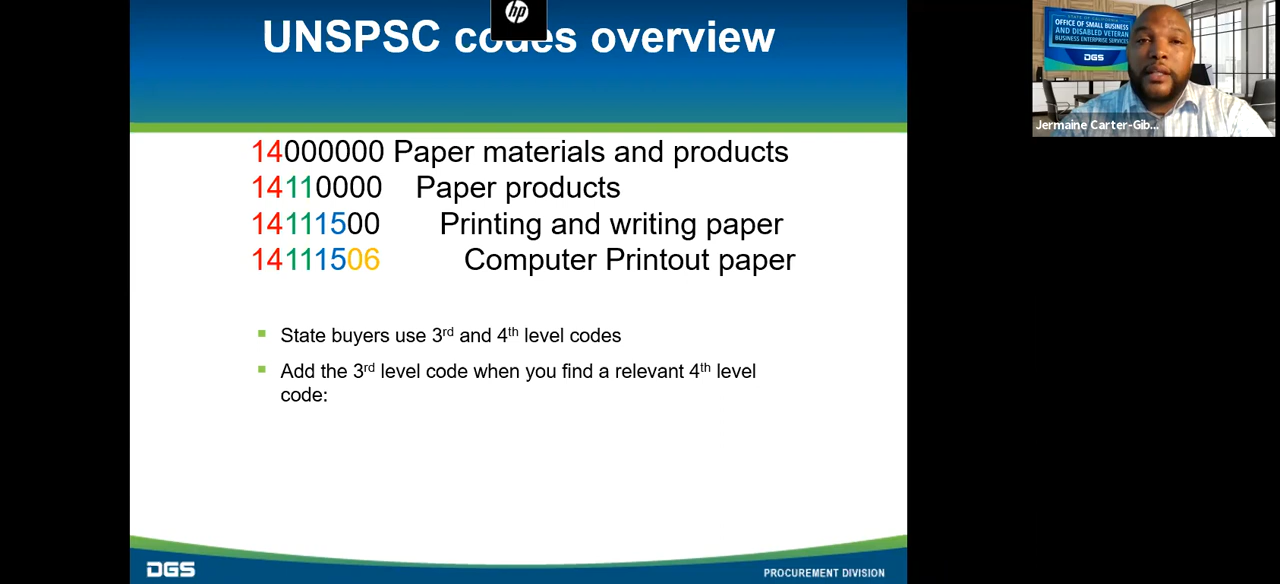 UNSPSC codes overview
hp
14000000 Paper materials and products
14110000 Paper products
14111500 Printing and writing paper
14111506 Computer Printout paper
State buyers use 3rd and 4th level codes
Add the 3rd level code when you find a relevant 4th level
code:
DGS
PROCUREMENT DIVISION
STATE OF CALIFORNIA
OFFICE OF SMALL BUSINESS
AND DISABLED VETERAN
BUSINESS ENTERPRISE SERVICES
DGS
Jermaine Carter-Gib...